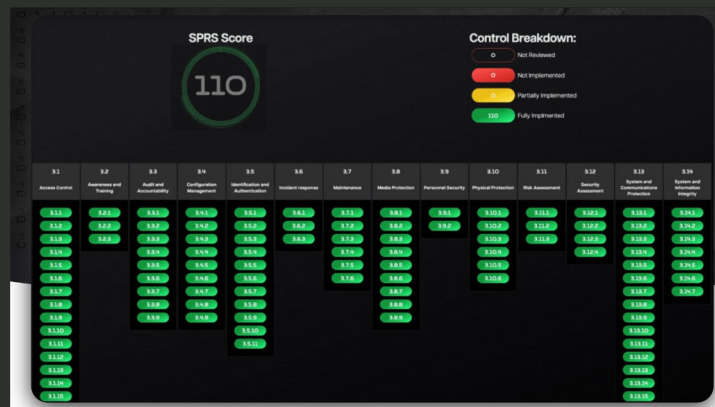 SPRS Score
110
Control Breakdown:
0 Not Reviewed
0 Not Implemented
0 Partially Implemented
110 Fully Implmented
3.1 3.2 3.3 3.4 3.5 3.6 3.7 3.8 3.9 3.10 3.11 3.12 3.13 3.14
Access Control Awareness and Training Audit and Accountability Configuration Management Identification and Authentication Incident response Maintenance Media Protection Personnel Security Physical Protection Risk Assessment Security Assessment System and Communications Protection System and Information Integrity
3.1.1 3.2.1 3.3.1 3.4.1 3.5.1 3.6.1 3.7.1 3.8.1 3.9.1 3.10.1 3.11.1 3.12.1 3.13.1 3.14.1
3.1.2 3.2.2 3.3.2 3.4.2 3.5.2 3.6.2 3.7.2 3.8.2 3.9.2 3.10.2 3.11.2 3.12.2 3.13.2 3.14.2
3.1.3 3.2.3 3.3.3 3.4.3 3.5.3 3.6.3 3.7.3 3.8.3 3.10.3 3.11.3 3.12.3 3.13.3 3.14.3
3.1.4 3.3.4 3.4.4 3.5.4 3.7.4 3.8.4 3.10.4 3.12.4 3.13.4 3.14.4
3.1.5 3.3.5 3.4.5 3.5.5 3.7.5 3.8.5 3.10.5 3.13.5 3.14.5
3.1.6 3.3.6 3.4.6 3.5.6 3.7.6 3.8.6 3.10.6 3.13.6 3.14.6
3.1.7 3.3.7 3.4.7 3.5.7 3.8.7 3.13.7 3.14.7
3.1.8 3.3.8 3.4.8 3.5.8 3.8.8 3.13.8
3.1.9 3.3.9 3.4.9 3.5.9 3.8.9 3.13.9
3.1.10 3.5.10 3.13.10
3.1.11 3.5.11 3.13.11
3.1.12 3.13.12
3.1.13 3.13.13
3.1.14 3.13.14
3.1.15 3.13.15